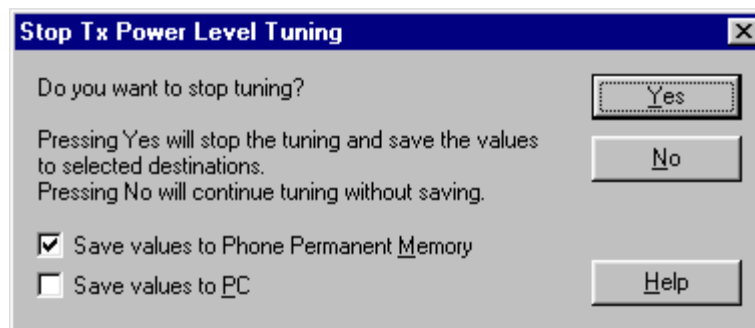 Stop Tx Power Level Tuning
Do you want to stop tuning?
Yes
Pressing Yes will stop the tuning and save the values
to selected destinations.
No
Pressing No will continue tuning without saving.
Save values to Phone Permanent Memory
Save values to PC
Help